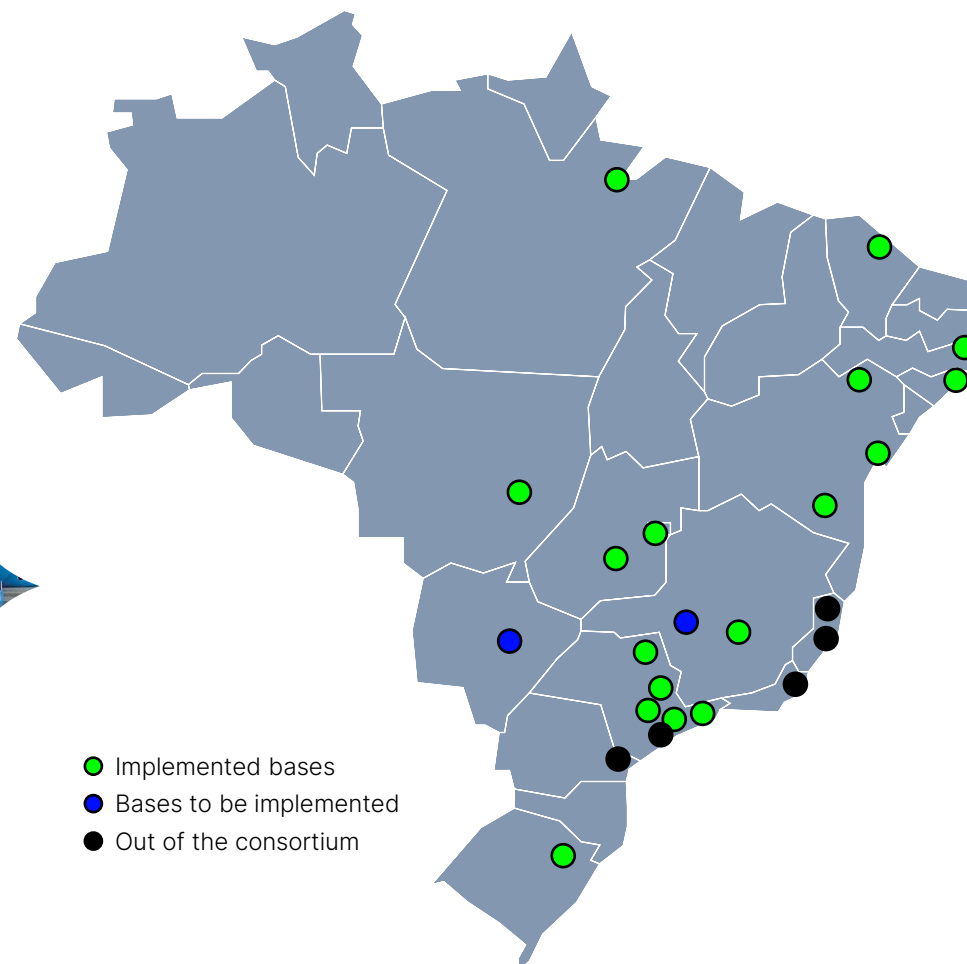 Implemented bases
Bases to be implemented
Out of the consortium